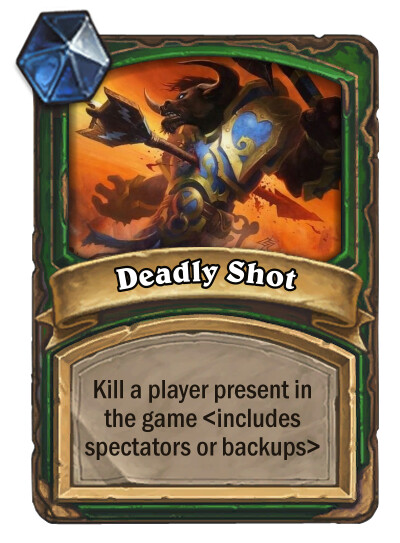 Deadly Shot
Kill a player present in
the game <includes
spectators or backups>